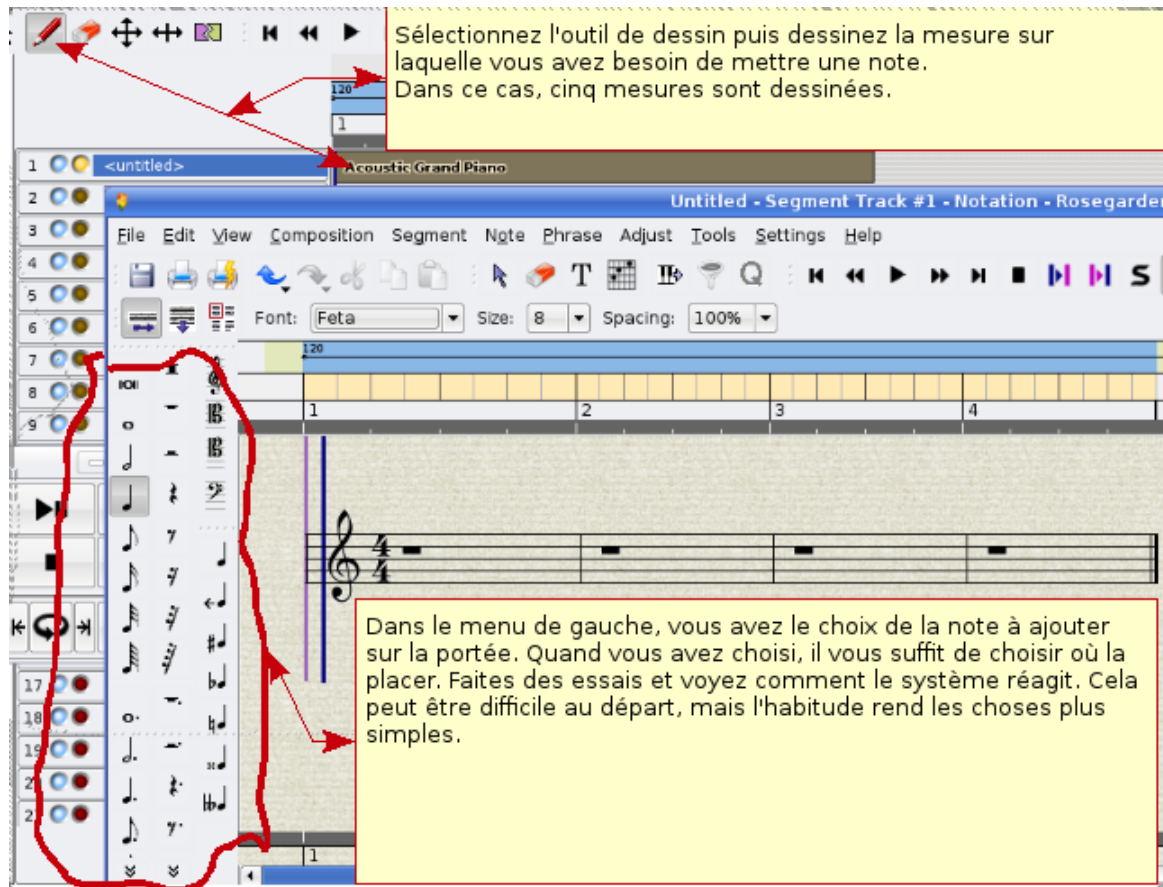 Sélectionnez l'outil de dessin puis dessinez la mesure sur
laquelle vous avez besoin de mettre une note.
Dans ce cas, cinq mesures sont dessinées.
120
1
1 <untitled> Acoustic Grand Piano
2
Untitled - Segment Track #1 - Notation - Rosegarde
3
File Edit View Composition Segment Note Phrase Adjust Tools Settings Help
4
T Q S
5
6
Font: Feta Size: 8 Spacing: 100%
7
120
8
1 2 3 4
9
4
4
Dans le menu de gauche, vous avez le choix de la note à ajouter
sur la portée. Quand vous avez choisi, il vous suffit de choisir où la
placer. Faites des essais et voyez comment le système réagit. Cela
peut être difficile au départ, mais l'habitude rend les choses plus
simples.
17
18
19
1